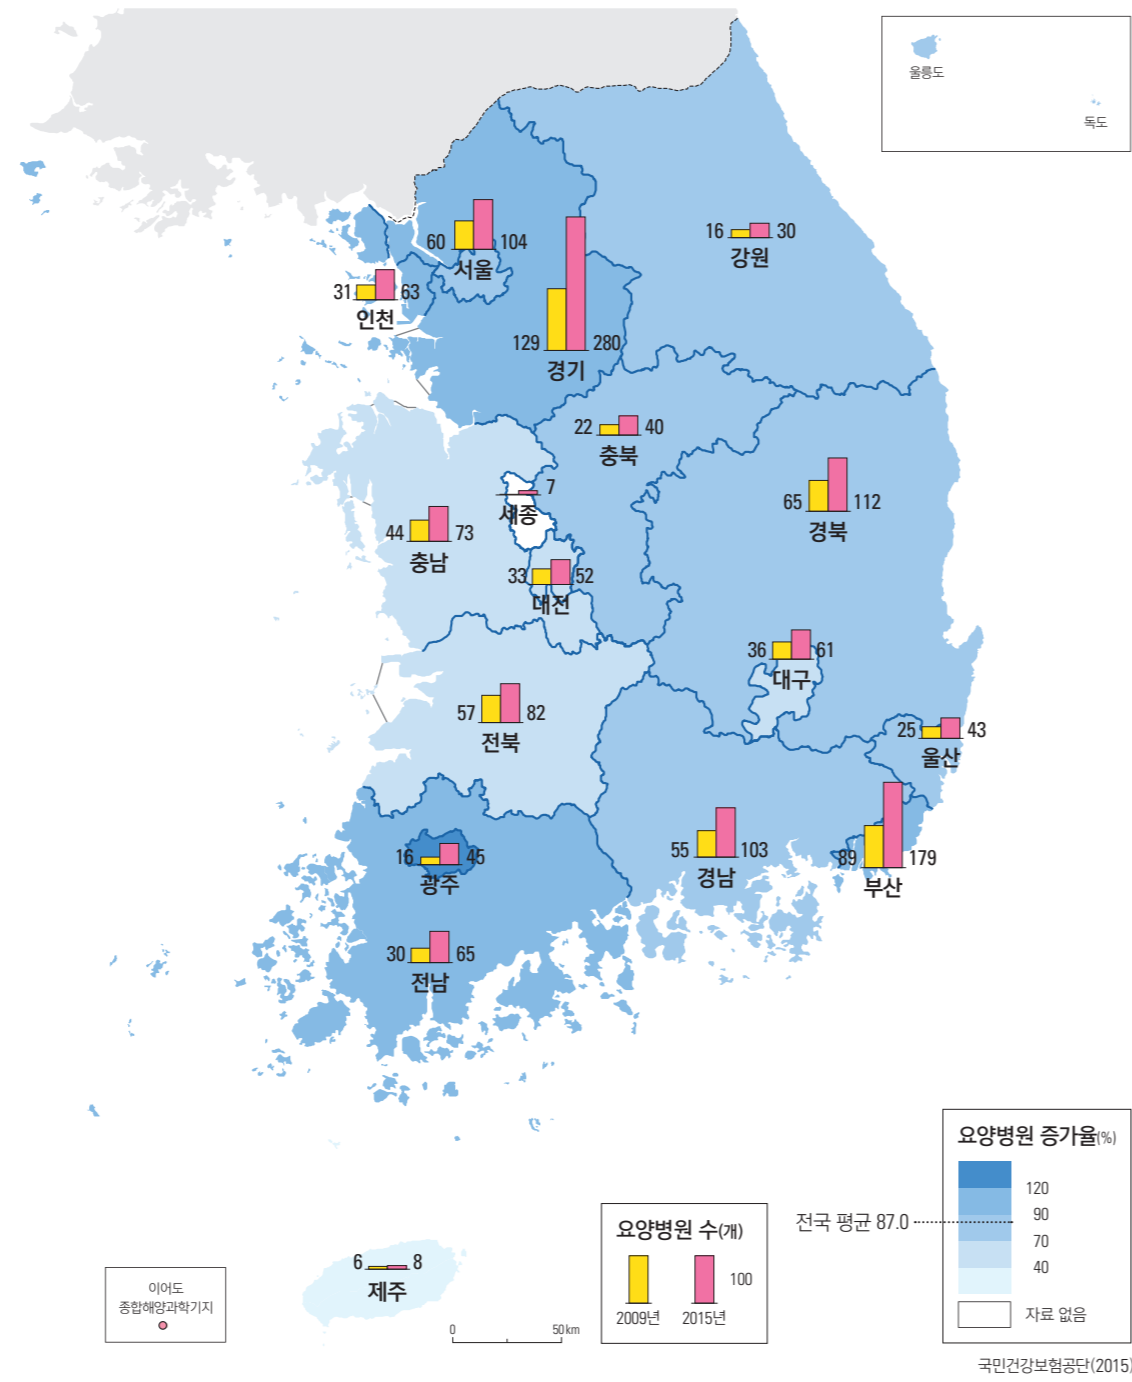 울릉도
독도
60 104
서울
16 30
강원
31 63
인천
129 280
경기
22 40
충북
7
세종
65 112
경북
44 73
충남
33 52
대전
36 61
대구
57 82
전북
25 43
울산
16 45
광주
55 103
경남
89 179
부산
30 65
전남
6 8
제주
이어도
종합해양과학기지
0 50 km
요양병원 수(개)
100
2009년 2015년
요양병원 증가율(%)
120
90
전국 평균 87.0
70
40
자료 없음
국민건강보험공단(2015)